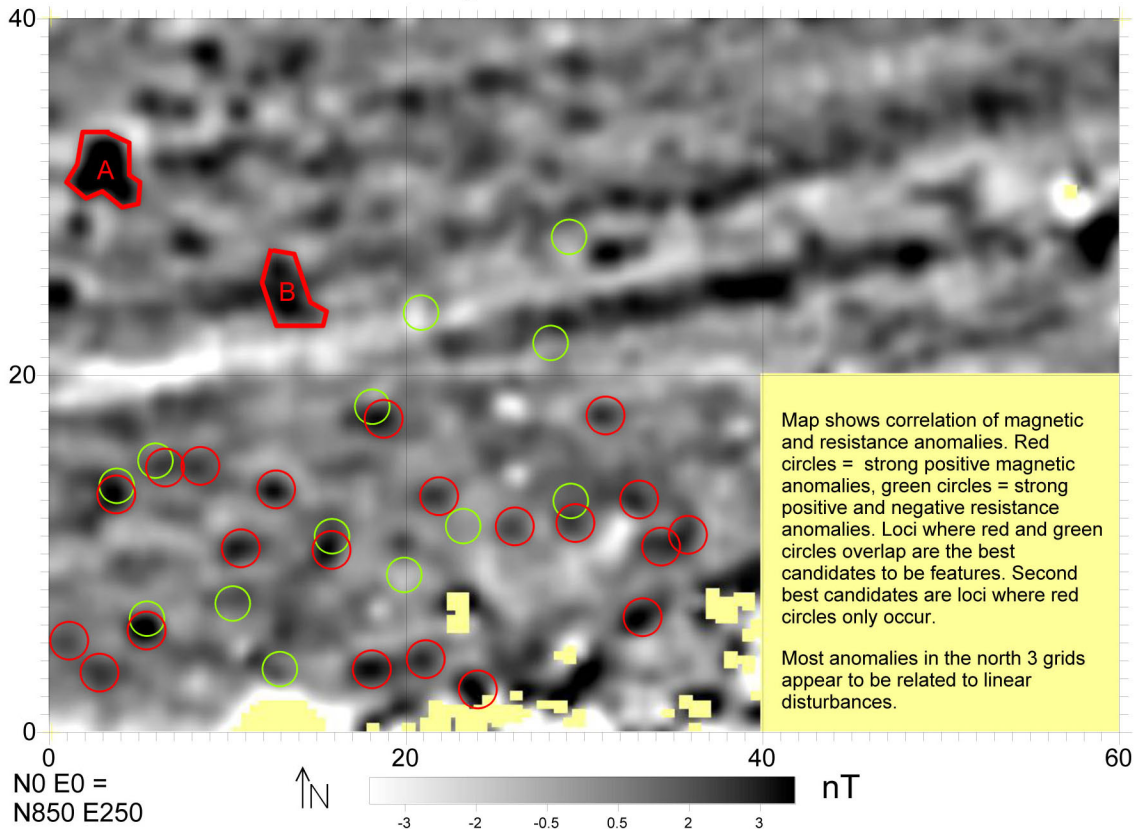 40
A
B
20
Map shows correlation of magnetic
and resistance anomalies. Red
circles =  strong positive magnetic
anomalies, green circles = strong
positive and negative resistance
anomalies. Loci where red and green
circles overlap are the best
candidates to be features. Second
best candidates are loci where red
circles only occur.
Most anomalies in the north 3 grids
appear to be related to linear
disturbances.
0
0 20 40 60
N0 E0 =
N850 E250
N
nT
-3 -2 -0.5 0.5 2 3